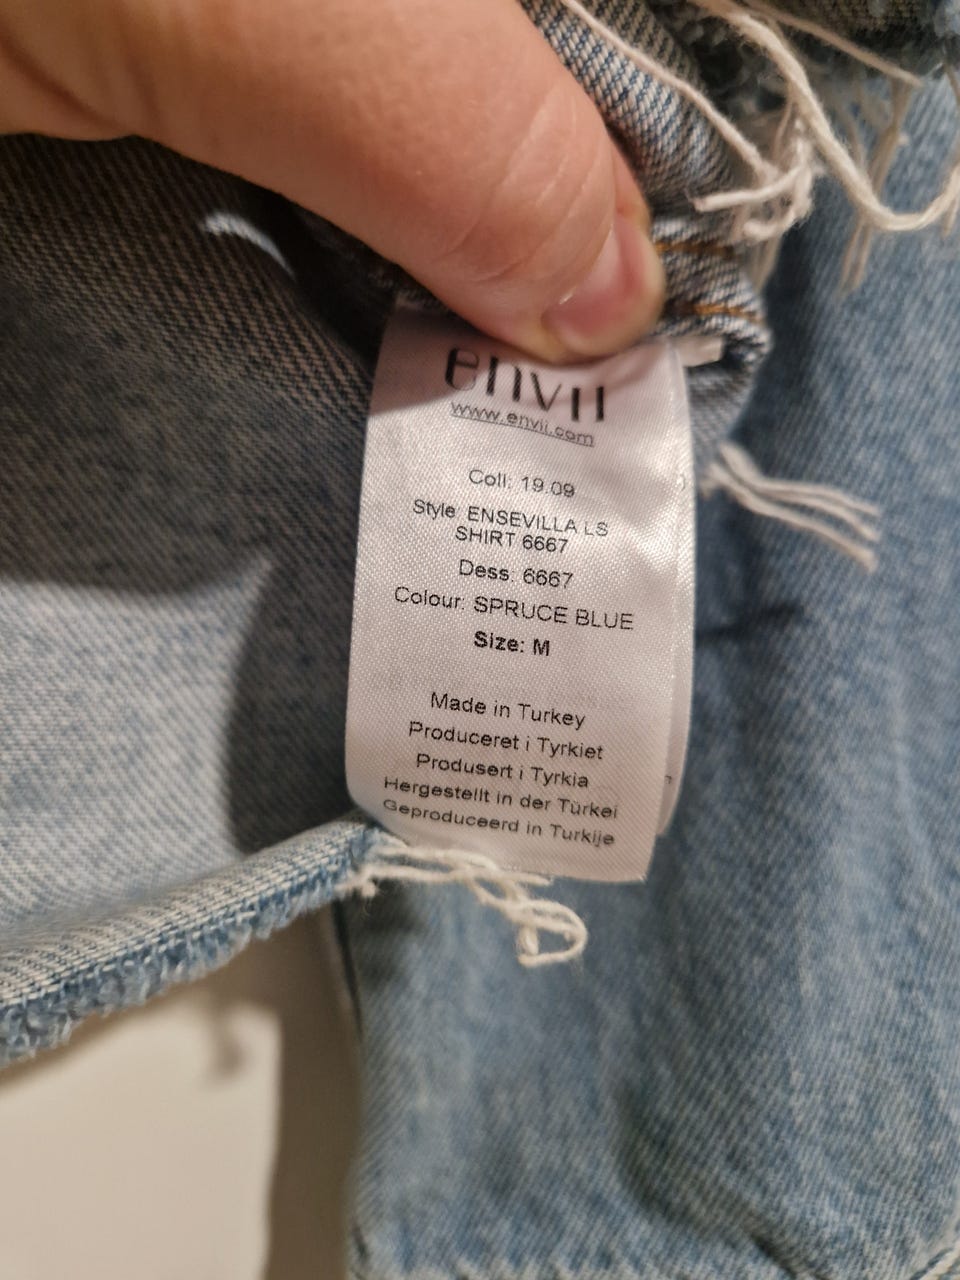 envii
www.envii.com
Coll: 19.09
Style: ENSEVILLA LS
SHIRT 6667
Dess: 6667
Colour: SPRUCE BLUE
Size: M
Made in Turkey
Produceret i Tyrkiet
Produsert i Tyrkia
Hergestellt in der Türkei
Geproduceerd in Turkije